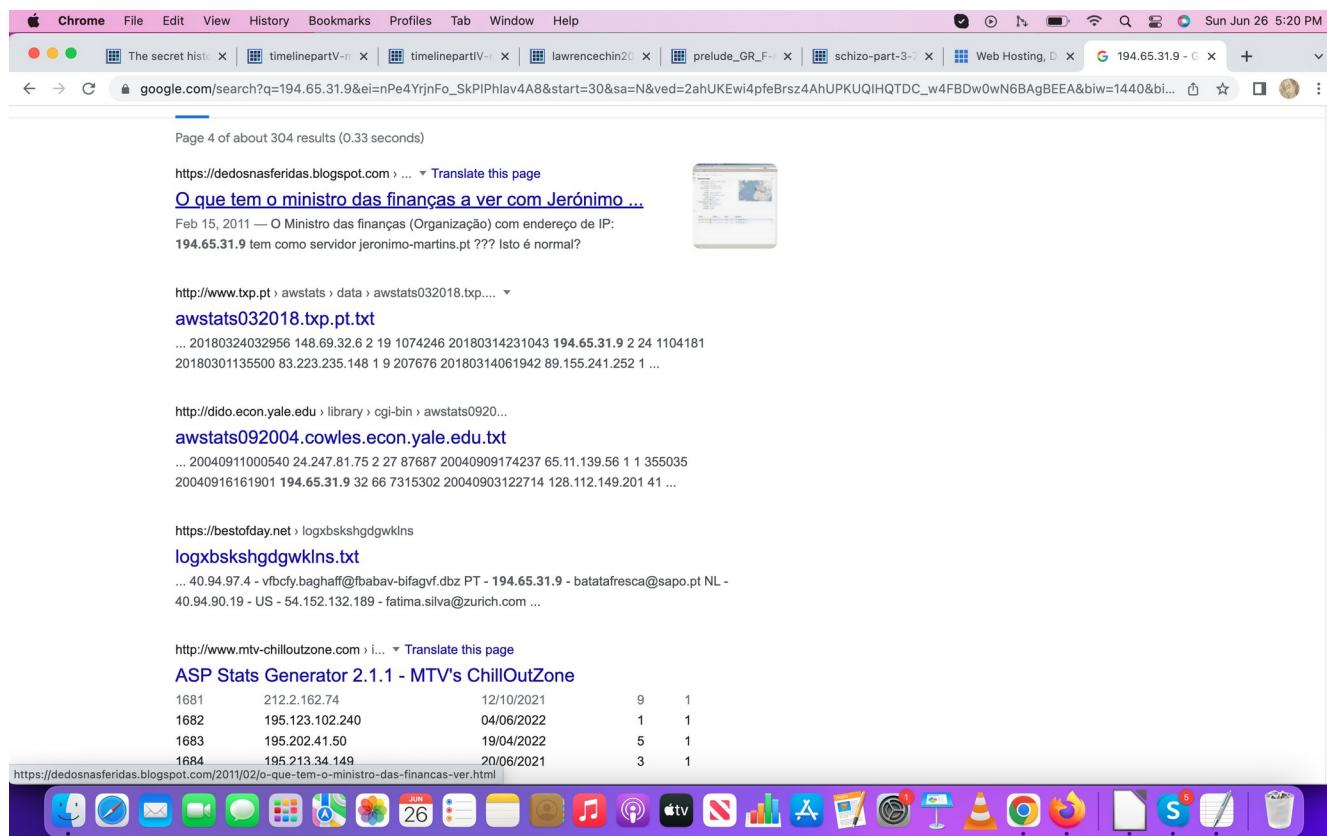 Chrome File Edit View History Bookmarks Profiles Tab Window Help Sun Jun 26 5:20 PM
The secret histo timelinepartV-n timelinepartIV- lawrencechin20 prelude_GR_F- schizo-part-3-7 Web Hosting, D 194.65.31.9 - G
google.com/search?q=194.65.31.9&ei=nPe4YrjnFo_SkPIPhIav4A8&start=30&sa=N&ved=2ahUKEwi4pfeBrsz4AhUPKUQIHQTDC_w4FBDw0wN6BAgBEEA&biw=1440&bi...
Page 4 of about 304 results (0.33 seconds)
https://dedosnasferidas.blogspot.com › ... Translate this page
O que tem o ministro das finanças a ver com Jerónimo ...
Feb 15, 2011 — O Ministro das finanças (Organização) com endereço de IP:
194.65.31.9 tem como servidor jeronimo-martins.pt ??? Isto é normal?
http://www.txp.pt › awstats › data › awstats032018.txp....
awstats032018.txp.pt.txt
... 20180324032956 148.69.32.6 2 19 1074246 20180314231043 194.65.31.9 2 24 1104181
20180301135500 83.223.235.148 1 9 207676 20180314061942 89.155.241.252 1 ...
http://dido.econ.yale.edu › library › cgi-bin › awstats0920...
awstats092004.cowles.econ.yale.edu.txt
... 20040911000540 24.247.81.75 2 27 87687 20040909174237 65.11.139.56 1 1 355035
20040916161901 194.65.31.9 32 66 7315302 20040903122714 128.112.149.201 41 ...
https://bestofday.net › logxbskshgdgwklns
logxbskshgdgwklns.txt
... 40.94.97.4 - vfbcfy.baghaff@fbabav-bifagvf.dbz PT - 194.65.31.9 - batatafresca@sapo.pt NL -
40.94.90.19 - US - 54.152.132.189 - fatima.silva@zurich.com ...
http://www.mtv-chilloutzone.com › i... Translate this page
ASP Stats Generator 2.1.1 - MTV's ChillOutZone
1681 212.2.162.74 12/10/2021 9 1
1682 195.123.102.240 04/06/2022 1 1
1683 195.202.41.50 19/04/2022 5 1
1684 195.213.34.149 20/06/2021 3 1
https://dedosnasferidas.blogspot.com/2011/02/o-que-tem-o-ministro-das-financas-ver.html
JUN
26
tv
5